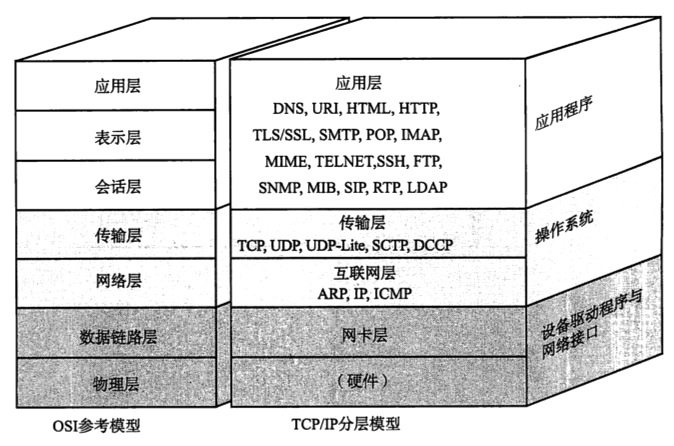 应用层
表示层
会话层
传输层
网络层
数据链路层
物理层
OSI参考模型
应用层
DNS, URI, HTML, HTTP,
TLS/SSL, SMTP, POP, IMAP,
MIME, TELNET,SSH, FTP,
SNMP, MIB, SIP, RTP, LDAP
传输层
TCP, UDP, UDP-Lite, SCTP, DCCP
互联网层
ARP, IP, ICMP
网卡层
（硬件）
TCP/IP分层模型
应用程序
操作系统
设备驱动程序与
网络接口